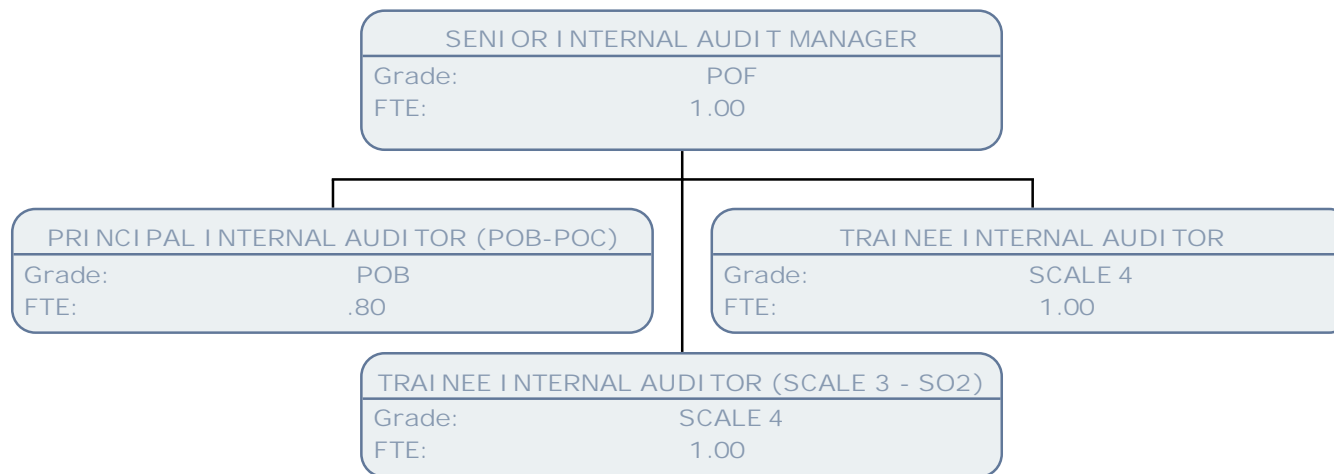 SENIOR INTERNAL AUDIT MANAGER
Grade: POF
FTE: 1.00
PRINCIPAL INTERNAL AUDITOR (POB-POC)
Grade: POB
FTE: .80
TRAINEE INTERNAL AUDITOR
Grade: SCALE 4
FTE: 1.00
TRAINEE INTERNAL AUDITOR (SCALE 3 - SO2)
Grade: SCALE 4
FTE: 1.00